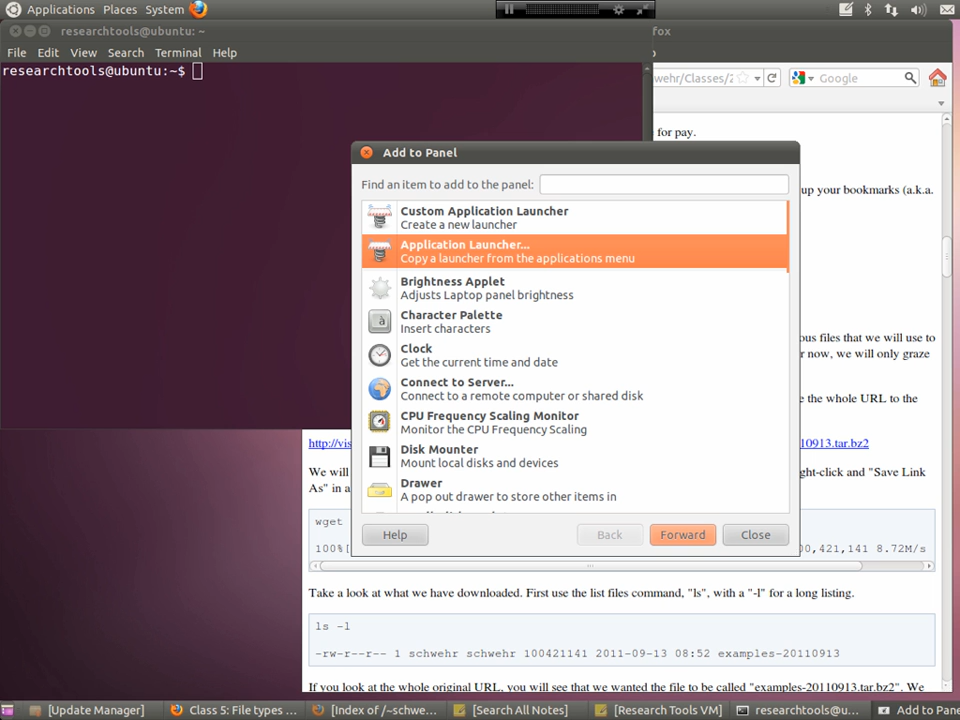 Applications Places System
researchtools@ubuntu: ~
fox
File Edit View Search Terminal Help
researchtools@ubuntu:~$
wehr/Classes/2
Google
for pay.
up your bookmarks (a.k.a.
Add to Panel
Find an item to add to the panel:
Custom Application Launcher
Create a new launcher
Application Launcher...
Copy a launcher from the applications menu
Brightness Applet
Adjusts Laptop panel brightness
Character Palette
Insert characters
Clock
Get the current time and date
Connect to Server...
Connect to a remote computer or shared disk
CPU Frequency Scaling Monitor
Monitor the CPU Frequency Scaling
Disk Mounter
Mount local disks and devices
Drawer
A pop out drawer to store other items in
Help Back Forward Close
ous files that we will use to
r now, we will only graze
e the whole URL to the
http://vis
10913.tar.bz2
We will
ght-click and "Save Link
As" in a
wget
100%[
00,421,141 8.72M/s
Take a look at what we have downloaded. First use the list files command, "ls", with a "-l" for a long listing.
ls -l
-rw-r--r-- 1 schwehr schwehr 100421141 2011-09-13 08:52 examples-20110913
If you look at the whole original URL, you will see that we wanted the file to be called "examples-20110913.tar.bz2". We
[Update Manager] Class 5: File types ... [Index of /~schwe... [Search All Notes] [Research Tools VM] researchtools@u... Add to Pane